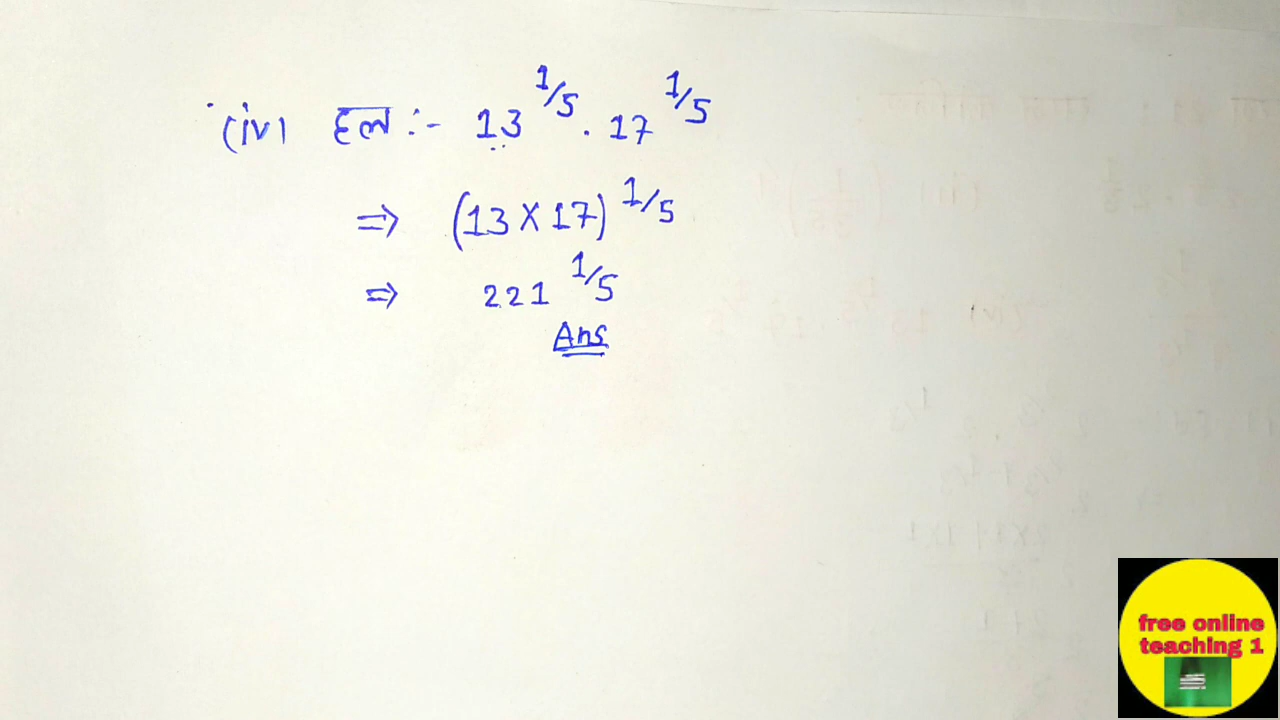 (iv) हल :- 13^1/5 . 17^1/5
⇒ (13 × 17)^1/5
⇒ 221^1/5
Ans
free online
teaching 1